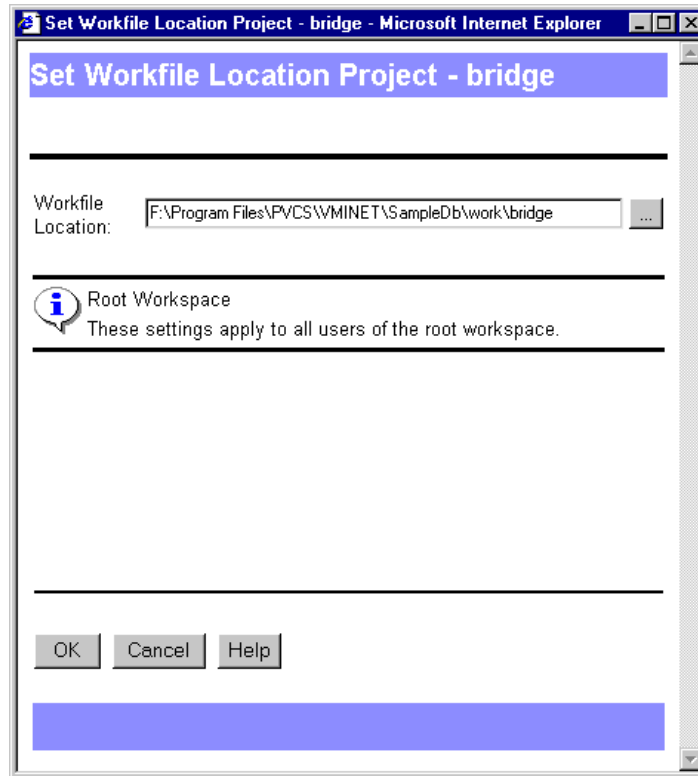 Set Workfile Location Project - bridge - Microsoft Internet Explorer
Set Workfile Location Project - bridge
Workfile
Location:
F:\Program Files\PVCS\VMINET\SampleDb\work\bridge
...
Root Workspace
These settings apply to all users of the root workspace.
OK Cancel Help